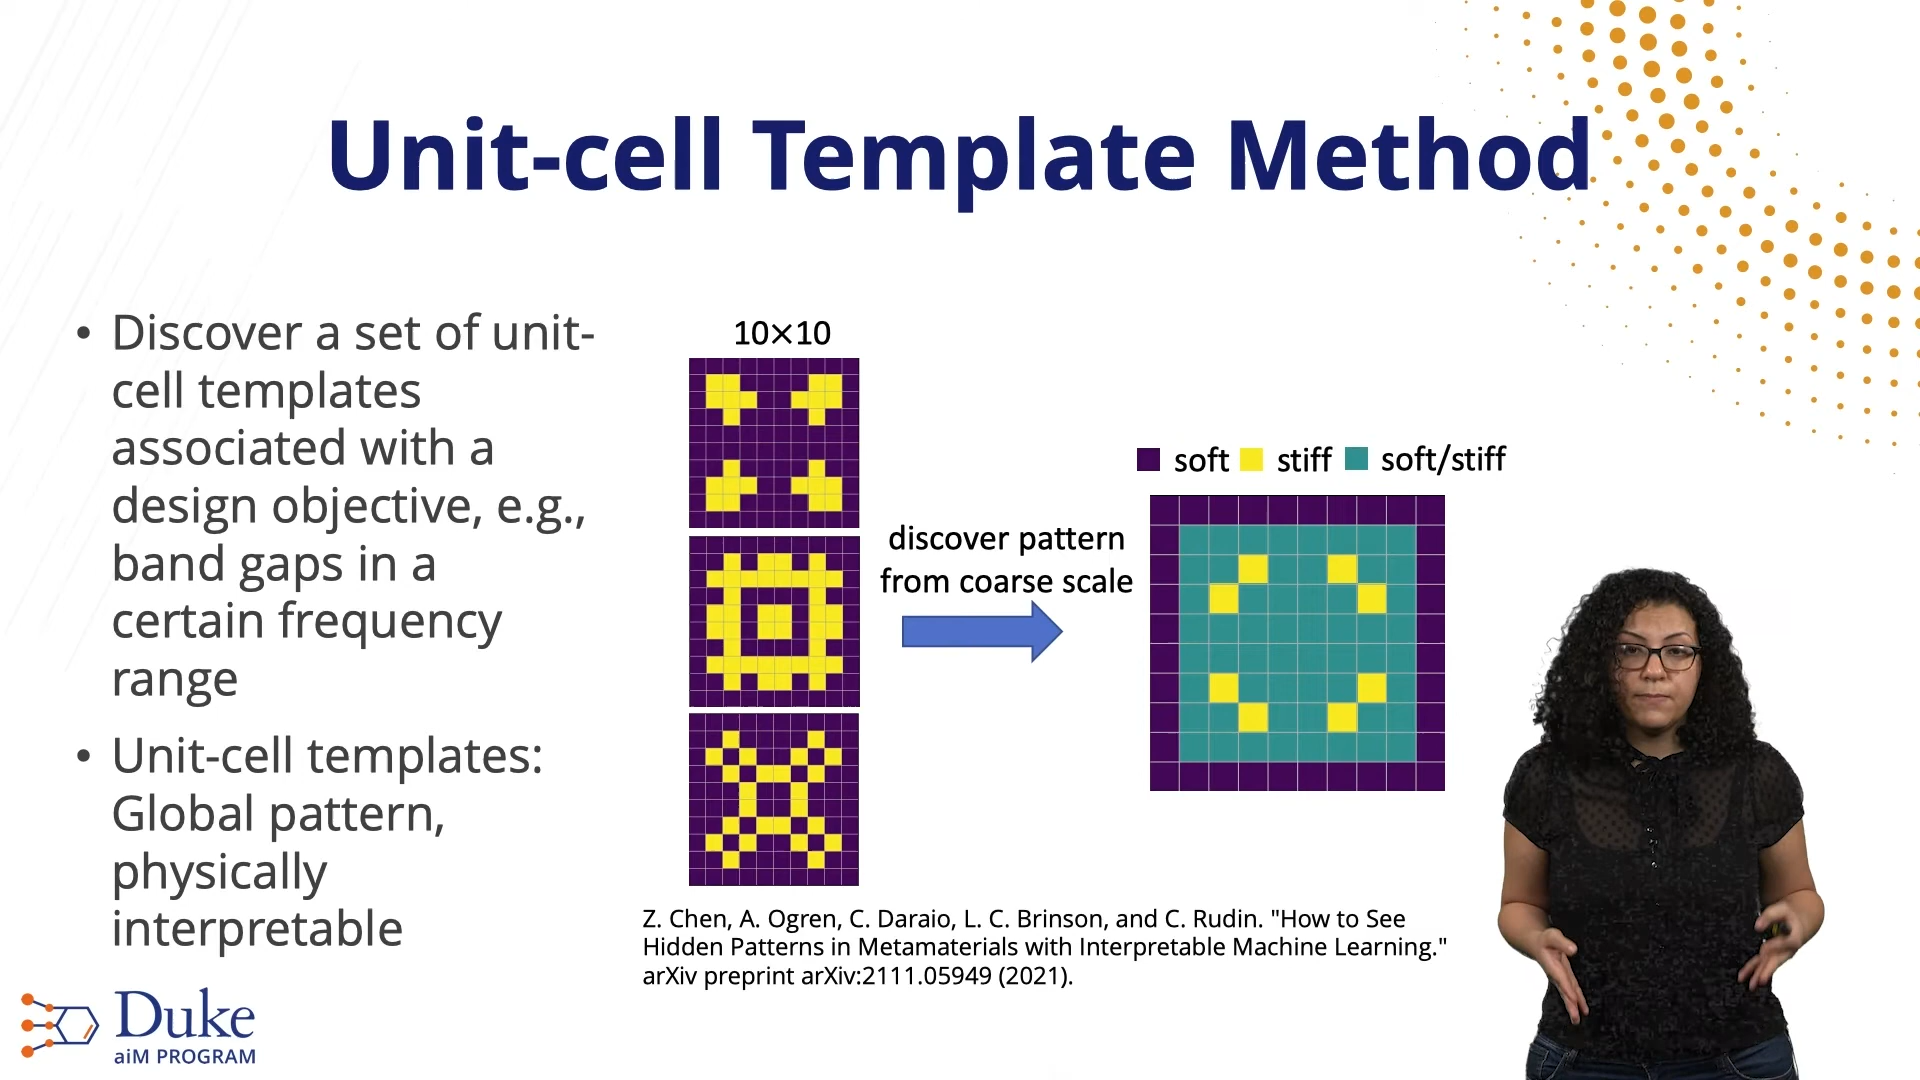 Unit-cell Template Method
• Discover a set of unit-
cell templates
associated with a
design objective, e.g.,
band gaps in a
certain frequency
range
• Unit-cell templates:
Global pattern,
physically
interpretable
10×10
discover pattern
from coarse scale
soft stiff soft/stiff
Z. Chen, A. Ogren, C. Daraio, L. C. Brinson, and C. Rudin. "How to See
Hidden Patterns in Metamaterials with Interpretable Machine Learning."
arXiv preprint arXiv:2111.05949 (2021).
Duke
aiM PROGRAM